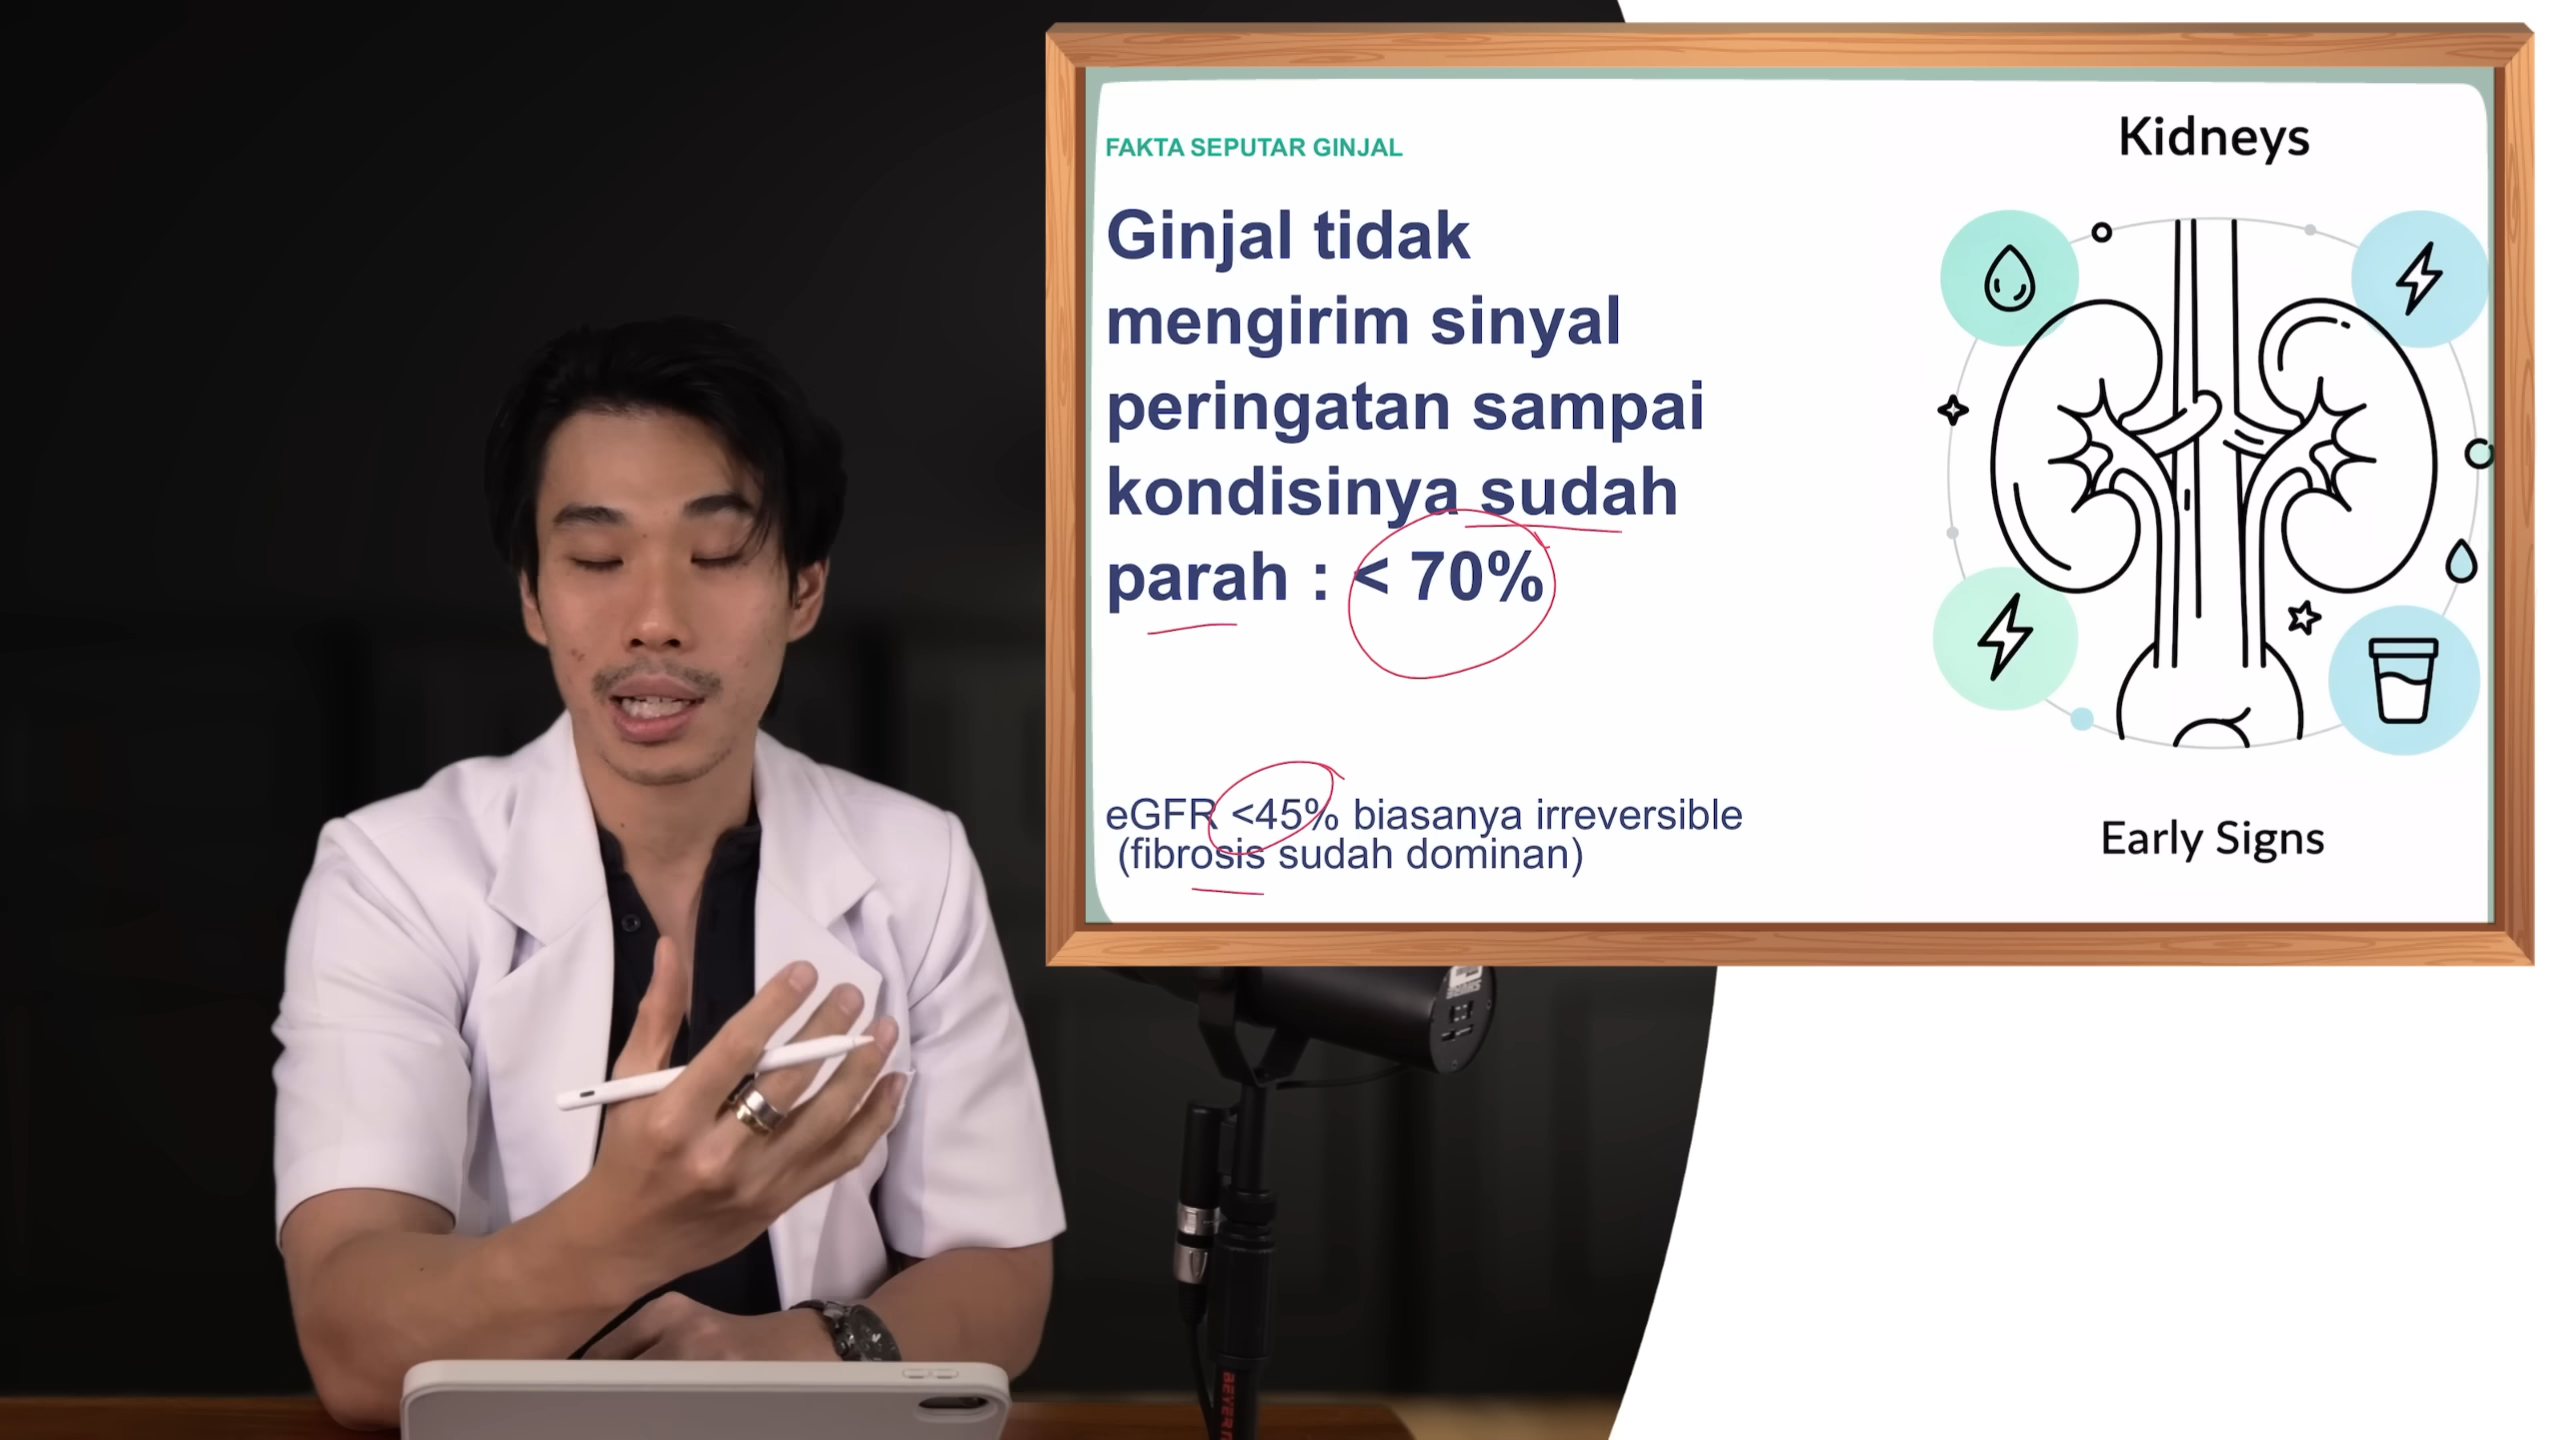 FAKTA SEPUTAR GINJAL
Ginjal tidak
mengirim sinyal
peringatan sampai
kondisinya sudah
parah : < 70%
eGFR <45% biasanya irreversible
(fibrosis sudah dominan)
Kidneys
Early Signs